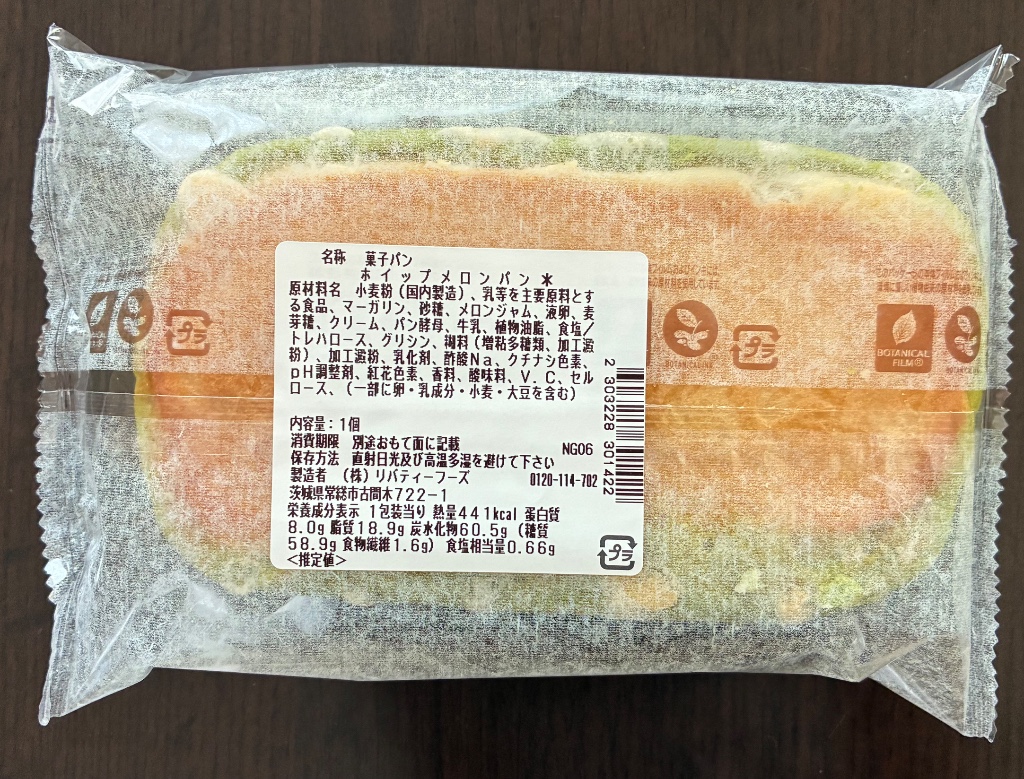 名称　菓子パン
ホイップメロンパン＊
原材料名　小麦粉（国内製造）、乳等を主要原料とす
る食品、マーガリン、砂糖、メロンジャム、液卵、麦
芽糖、クリーム、パン酵母、牛乳、植物油脂、食塩／
トレハロース、グリシン、糊料（増粘多糖類、加工澱
粉）、加工澱粉、乳化剤、酢酸Ｎａ、クチナシ色素、
ｐＨ調整剤、紅花色素、香料、酸味料、Ｖ．Ｃ、セル
ロース、（一部に卵・乳成分・小麦・大豆を含む）
内容量：１個
消費期限　別途おもて面に記載　NG06
保存方法　直射日光及び高温多湿を避けて下さい
製造者　（株）リバティーフーズ　0120-114-702
茨城県常総市古間木７２２－１
栄養成分表示　１包装当り　熱量４４１kcal　蛋白質
８.０g　脂質１８.９g　炭水化物６０.５g　（糖質
５８.９g　食物繊維１.６g）　食塩相当量０.６６g
＜推定値＞
2 303228 301422
プラ
プラ
プラ
BOTANICAL
FILM®
BOTANICAL INK